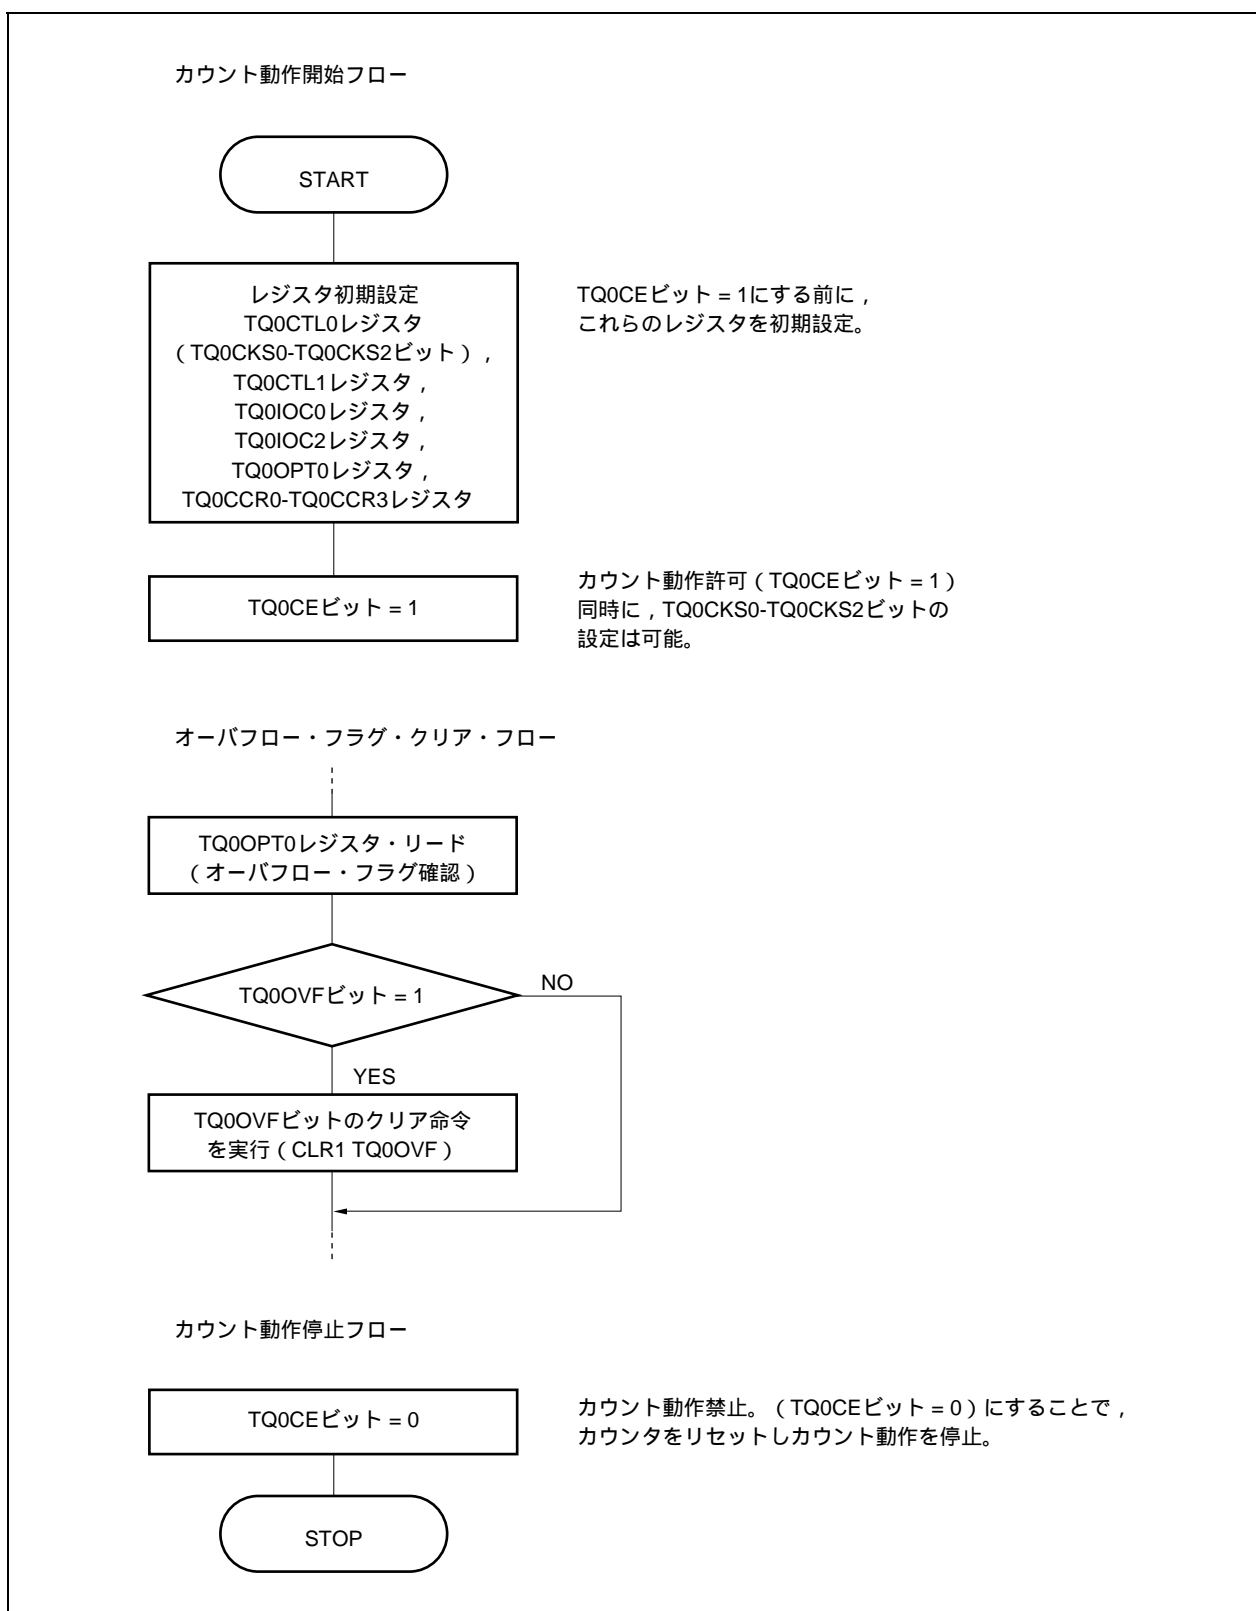 カウント動作開始フロー
START
レジスタ初期設定
TQ0CTL0レジスタ
（TQ0CKS0-TQ0CKS2ビット），
TQ0CTL1レジスタ，
TQ0IOC0レジスタ，
TQ0IOC2レジスタ，
TQ0OPT0レジスタ，
TQ0CCR0-TQ0CCR3レジスタ
TQ0CEビット = 1にする前に，
これらのレジスタを初期設定。
TQ0CEビット = 1
カウント動作許可（TQ0CEビット = 1）
同時に，TQ0CKS0-TQ0CKS2ビットの
設定は可能。
オーバフロー・フラグ・クリア・フロー
TQ0OPT0レジスタ・リード
（オーバフロー・フラグ確認）
TQ0OVFビット = 1
NO
YES
TQ0OVFビットのクリア命令
を実行（CLR1 TQ0OVF）
カウント動作停止フロー
TQ0CEビット = 0
カウント動作禁止。（TQ0CEビット = 0）にすることで，
カウンタをリセットしカウント動作を停止。
STOP